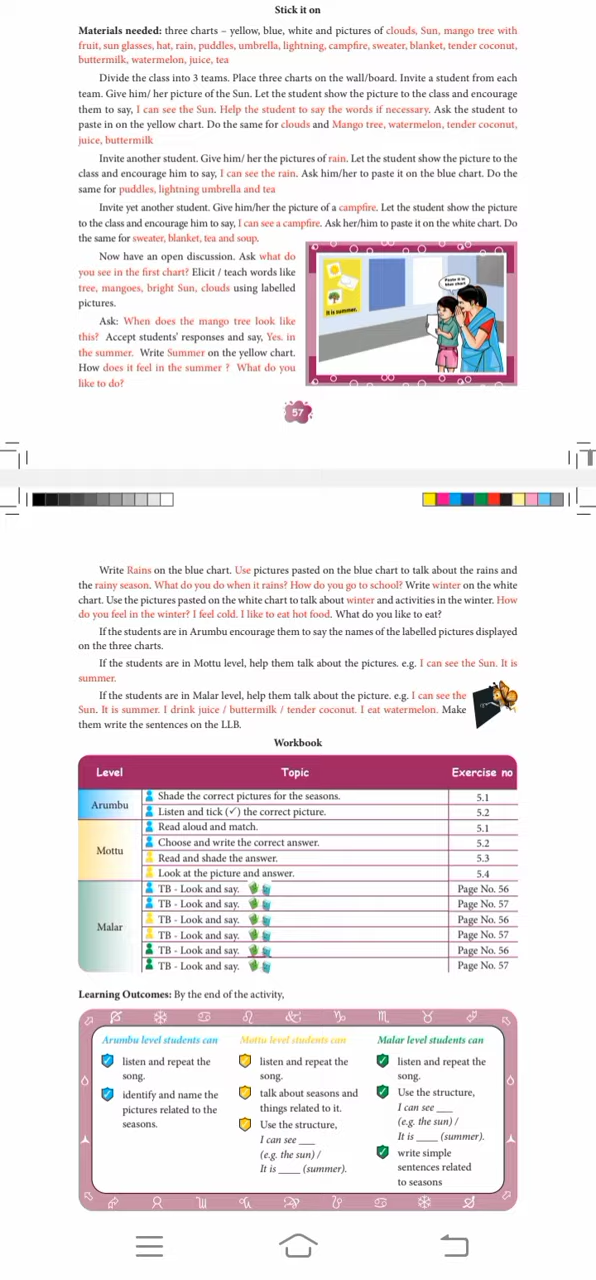 Stick it on
Materials needed: three charts – yellow, blue, white and pictures of clouds, Sun, mango tree with
fruit, sun glasses, hat, rain, puddles, umbrella, lightning, campfire, sweater, blanket, tender coconut,
buttermilk, watermelon, juice, tea
Divide the class into 3 teams. Place three charts on the wall/board. Invite a student from each
team. Give him/ her picture of the Sun. Let the student show the picture to the class and encourage
them to say, I can see the Sun. Help the student to say the words if necessary. Ask the student to
paste in on the yellow chart. Do the same for clouds and Mango tree, watermelon, tender coconut,
juice, buttermilk
Invite another student. Give him/ her the pictures of rain. Let the student show the picture to the
class and encourage him to say, I can see the rain. Ask him/her to paste it on the blue chart. Do the
same for puddles, lightning umbrella and tea
Invite yet another student. Give him/her the picture of a campfire. Let the student show the picture
to the class and encourage him to say, I can see a campfire. Ask her/him to paste it on the white chart. Do
the same for sweater, blanket, tea and soup.
Now have an open discussion. Ask what do
you see in the first chart? Elicit / teach words like
tree, mangoes, bright Sun, clouds using labelled
pictures.
Ask: When does the mango tree look like
this? Accept students' responses and say, Yes. in
the summer. Write Summer on the yellow chart.
How does it feel in the summer ? What do you
like to do?
It is summer.
Paste it in
blue chart
57
Write Rains on the blue chart. Use pictures pasted on the blue chart to talk about the rains and
the rainy season. What do you do when it rains? How do you go to school? Write winter on the white
chart. Use the pictures pasted on the white chart to talk about winter and activities in the winter. How
do you feel in the winter? I feel cold. I like to eat hot food. What do you like to eat?
If the students are in Arumbu encourage them to say the names of the labelled pictures displayed
on the three charts.
If the students are in Mottu level, help them talk about the pictures. e.g. I can see the Sun. It is
summer.
If the students are in Malar level, help them talk about the picture. e.g. I can see the
Sun. It is summer. I drink juice / buttermilk / tender coconut. I eat watermelon. Make
them write the sentences on the LLB.
Workbook
Level Topic Exercise no
Arumbu
Shade the correct pictures for the seasons. 5.1
Listen and tick (✓) the correct picture. 5.2
Mottu
Read aloud and match. 5.1
Choose and write the correct answer. 5.2
Read and shade the answer. 5.3
Look at the picture and answer. 5.4
Malar
TB - Look and say. Page No. 56
TB - Look and say. Page No. 57
TB - Look and say. Page No. 56
TB - Look and say. Page No. 57
TB - Look and say. Page No. 56
TB - Look and say. Page No. 57
Learning Outcomes: By the end of the activity,
Arumbu level students can
listen and repeat the
song.
identify and name the
pictures related to the
seasons.
Mottu level students can
listen and repeat the
song.
talk about seasons and
things related to it.
Use the structure,
I can see ___
(e.g. the sun) /
It is ____ (summer).
Malar level students can
listen and repeat the
song.
Use the structure,
I can see ___
(e.g. the sun) /
It is ____ (summer).
write simple
sentences related
to seasons